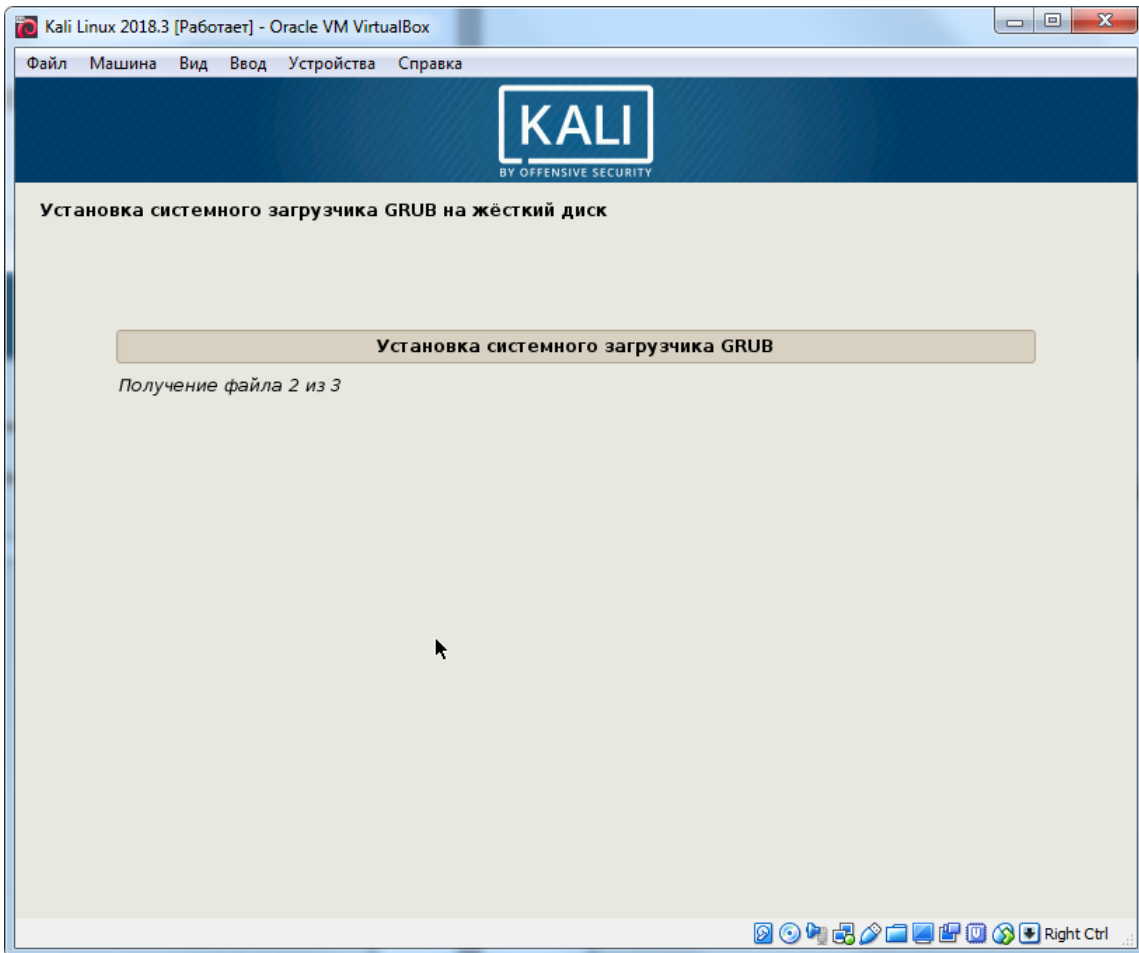 Kali Linux 2018.3 [Работает] - Oracle VM VirtualBox
Файл Машина Вид Ввод Устройства Справка
KALI
BY OFFENSIVE SECURITY
Установка системного загрузчика GRUB на жёсткий диск
Установка системного загрузчика GRUB
Получение файла 2 из 3
Right Ctrl